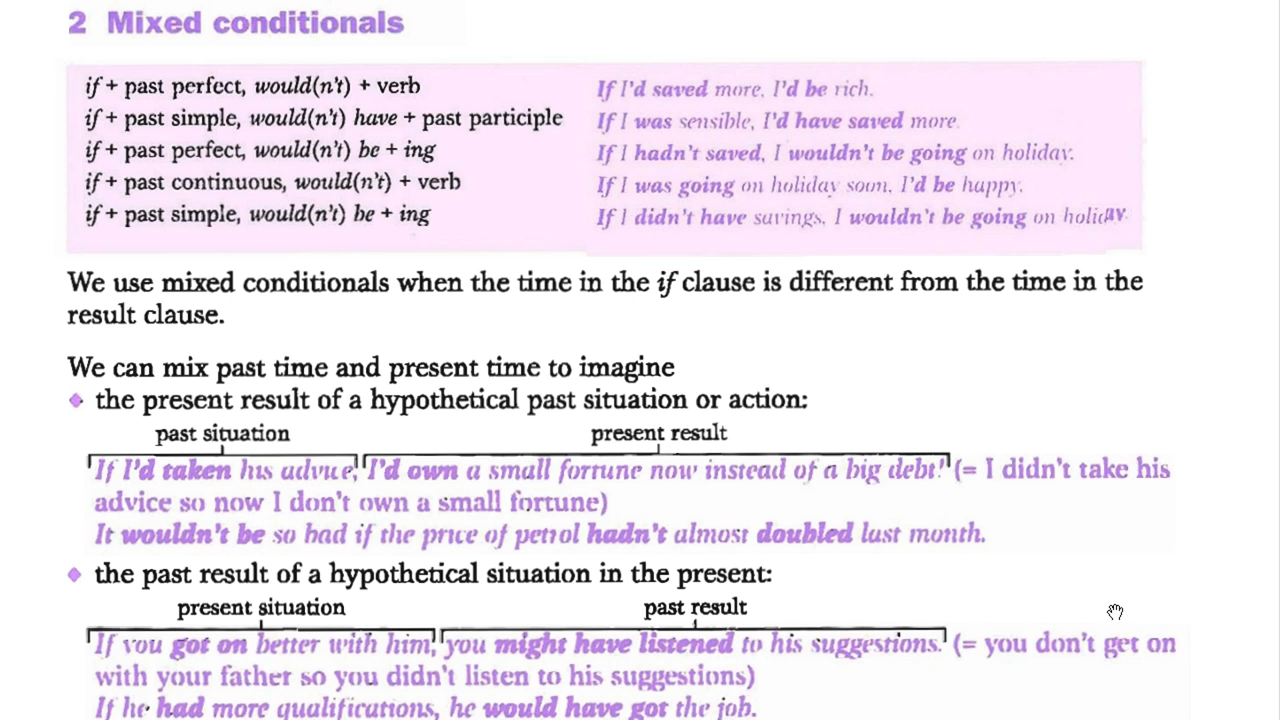 2 Mixed conditionals
if + past perfect, would(n't) + verb
If I'd saved more, I'd be rich.
if + past simple, would(n't) have + past participle
If I was sensible, I'd have saved more.
if + past perfect, would(n't) be + ing
If I hadn't saved, I wouldn't be going on holiday.
if + past continuous, would(n't) + verb
If I was going on holiday soon, I'd be happy.
if + past simple, would(n't) be + ing
If I didn't have savings, I wouldn't be going on holiday.
We use mixed conditionals when the time in the if clause is different from the time in the
result clause.
We can mix past time and present time to imagine
♦ the present result of a hypothetical past situation or action:
past situation present result
If I'd taken his advice, I'd own a small fortune now instead of a big debt! (= I didn't take his
advice so now I don't own a small fortune)
It wouldn't be so bad if the price of petrol hadn't almost doubled last month.
♦ the past result of a hypothetical situation in the present:
present situation past result
If you got on better with him, you might have listened to his suggestions. (= you don't get on
with your father so you didn't listen to his suggestions)
If he had more qualifications, he would have got the job.